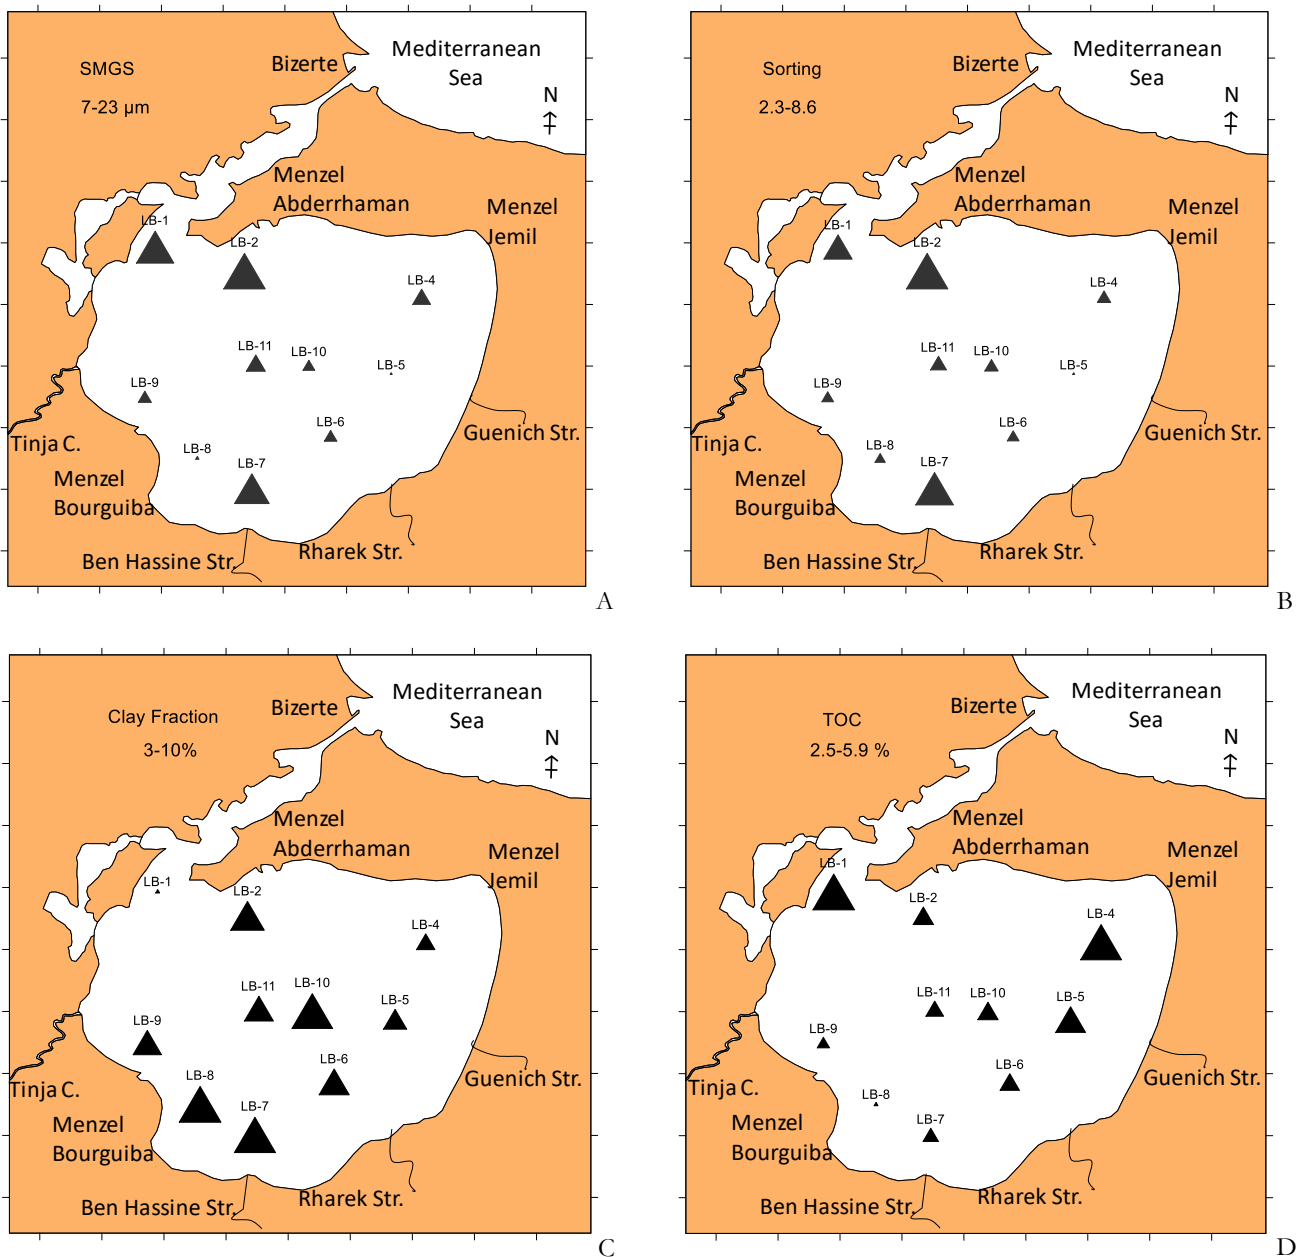 SMGS
7-23 µm
Bizerte
Mediterranean
Sea
N
Menzel
Abderrhaman
Menzel
Jemil
LB-1
LB-2
LB-4
LB-11
LB-10
LB-5
LB-9
LB-6
LB-8
LB-7
Tinja C.
Guenich Str.
Menzel
Bourguiba
Rharek Str.
Ben Hassine Str.
A
Sorting
2.3-8.6
Bizerte
Mediterranean
Sea
N
Menzel
Abderrhaman
Menzel
Jemil
LB-1
LB-2
LB-4
LB-11
LB-10
LB-5
LB-9
LB-6
LB-8
LB-7
Tinja C.
Guenich Str.
Menzel
Bourguiba
Rharek Str.
Ben Hassine Str.
B
Clay Fraction
3-10%
Bizerte
Mediterranean
Sea
N
Menzel
Abderrhaman
Menzel
Jemil
LB-1
LB-2
LB-4
LB-11
LB-10
LB-5
LB-9
LB-6
LB-8
LB-7
Tinja C.
Guenich Str.
Menzel
Bourguiba
Rharek Str.
Ben Hassine Str.
C
TOC
2.5-5.9 %
Bizerte
Mediterranean
Sea
N
Menzel
Abderrhaman
Menzel
Jemil
LB-1
LB-2
LB-4
LB-11
LB-10
LB-5
LB-9
LB-6
LB-8
LB-7
Tinja C.
Guenich Str.
Menzel
Bourguiba
Rharek Str.
Ben Hassine Str.
D